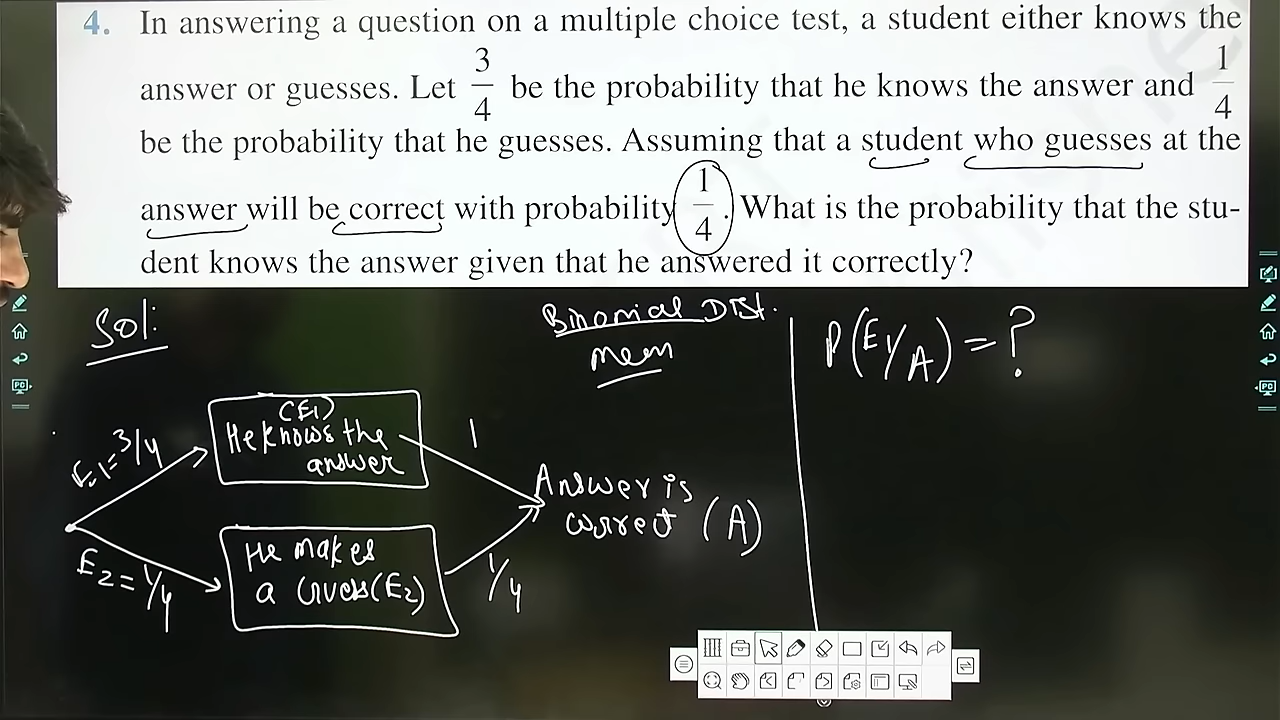 4. In answering a question on a multiple choice test, a student either knows the
answer or guesses. Let 3/4 be the probability that he knows the answer and 1/4
be the probability that he guesses. Assuming that a student who guesses at the
answer will be correct with probability 1/4. What is the probability that the stu-
dent knows the answer given that he answered it correctly?
Sol:
Binomial Dist.
mean
P(E1/A) = ?
E1=3/4
(E1)
He knows the
answer
1
Answer is
correct (A)
E2=1/4
He makes
a Guess(E2)
1/4